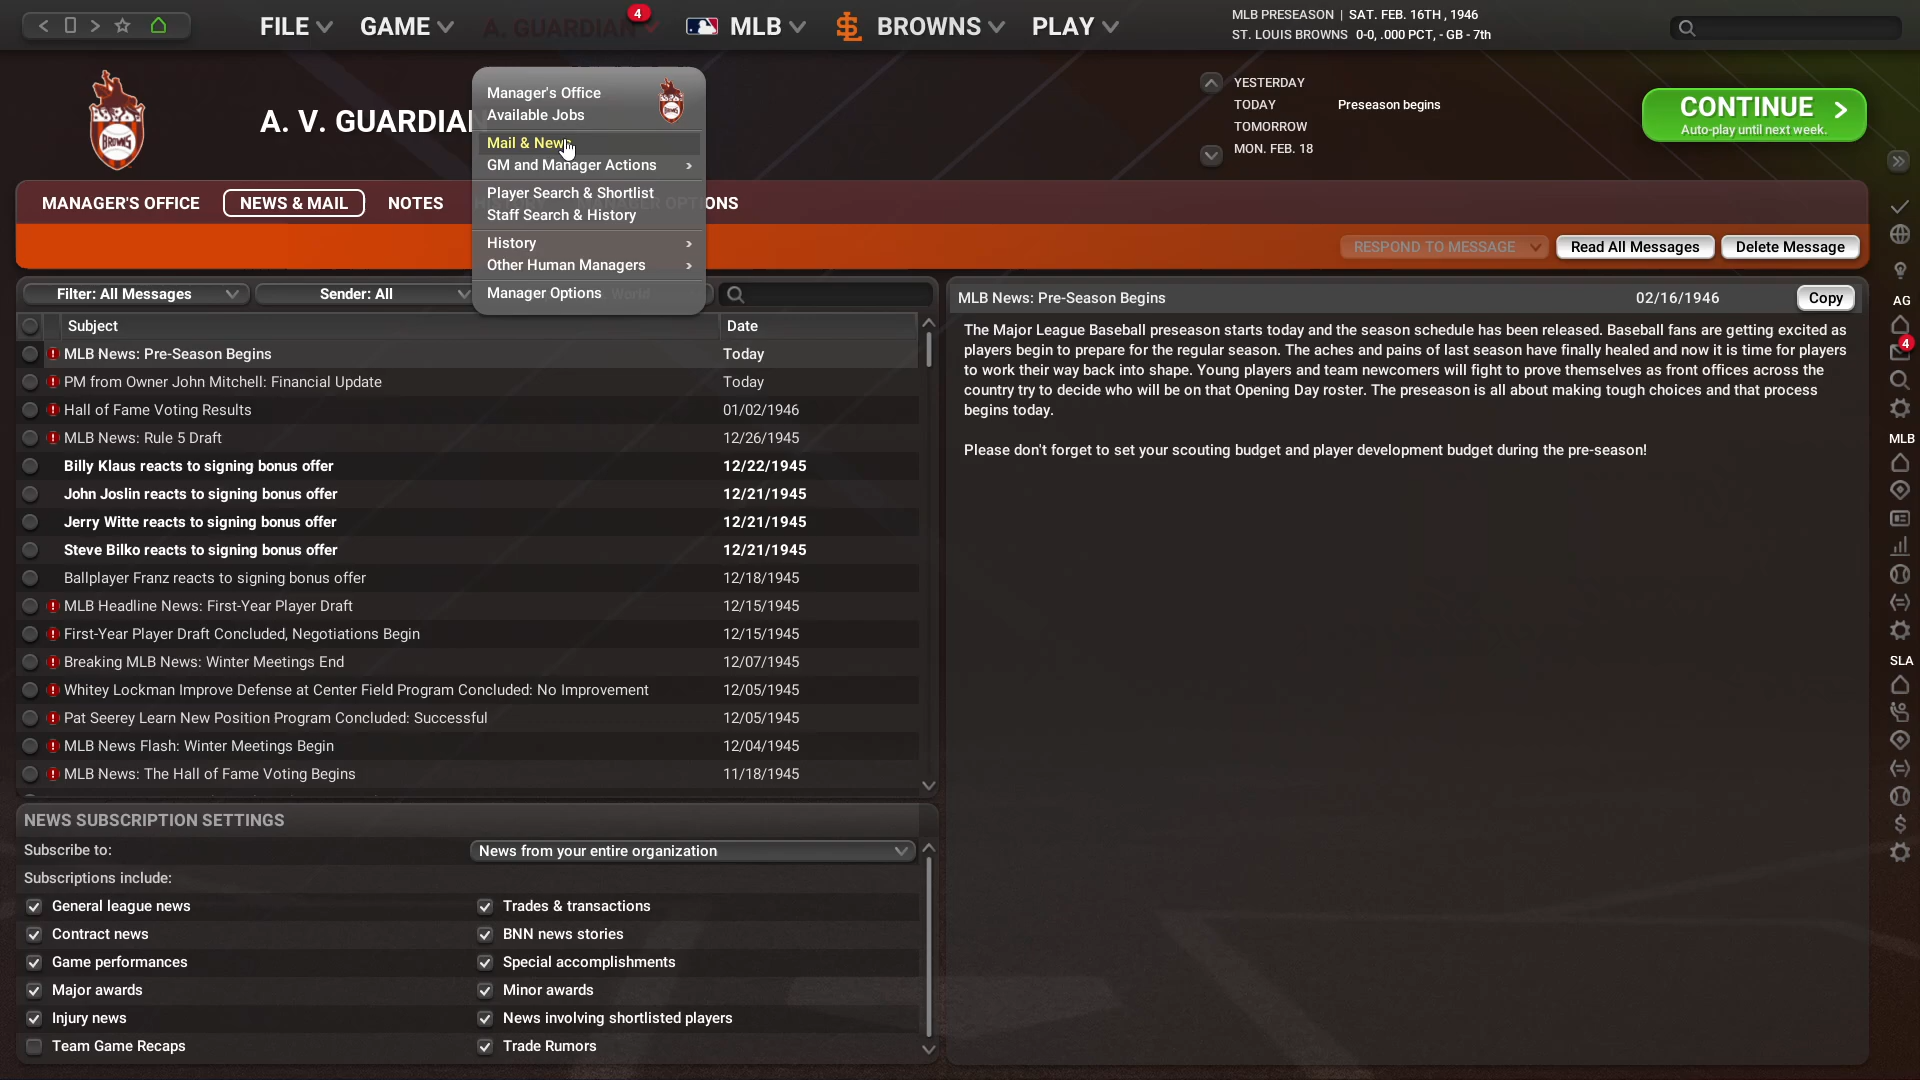 FILE
GAME
A. GUARDIAN
4
MLB
BROWNS
PLAY
MLB PRESEASON | SAT. FEB. 16TH , 1946
ST. LOUIS BROWNS 0-0, .000 PCT, - GB - 7th
A. V. GUARDIAN
BROWNS
Manager's Office
Available Jobs
Mail & News
GM and Manager Actions
Player Search & Shortlist
Staff Search & History
History
Other Human Managers
Manager Options
BROWNS
YESTERDAY
TODAY Preseason begins
TOMORROW
MON. FEB. 18
CONTINUE
Auto-play until next week.
MANAGER'S OFFICE
NEWS & MAIL
NOTES
RESPOND TO MESSAGE
Read All Messages
Delete Message
Filter: All Messages
Sender: All
World
Subject Date
MLB News: Pre-Season Begins Today
PM from Owner John Mitchell: Financial Update Today
Hall of Fame Voting Results 01/02/1946
MLB News: Rule 5 Draft 12/26/1945
Billy Klaus reacts to signing bonus offer 12/22/1945
John Joslin reacts to signing bonus offer 12/21/1945
Jerry Witte reacts to signing bonus offer 12/21/1945
Steve Bilko reacts to signing bonus offer 12/21/1945
Ballplayer Franz reacts to signing bonus offer 12/18/1945
MLB Headline News: First-Year Player Draft 12/15/1945
First-Year Player Draft Concluded, Negotiations Begin 12/15/1945
Breaking MLB News: Winter Meetings End 12/07/1945
Whitey Lockman Improve Defense at Center Field Program Concluded: No Improvement 12/05/1945
Pat Seerey Learn New Position Program Concluded: Successful 12/05/1945
MLB News Flash: Winter Meetings Begin 12/04/1945
MLB News: The Hall of Fame Voting Begins 11/18/1945
MLB News: Pre-Season Begins 02/16/1946 Copy
The Major League Baseball preseason starts today and the season schedule has been released. Baseball fans are getting excited as
players begin to prepare for the regular season. The aches and pains of last season have finally healed and now it is time for players
to work their way back into shape. Young players and team newcomers will fight to prove themselves as front offices across the
country try to decide who will be on that Opening Day roster. The preseason is all about making tough choices and that process
begins today.
Please don't forget to set your scouting budget and player development budget during the pre-season!
NEWS SUBSCRIPTION SETTINGS
Subscribe to: News from your entire organization
Subscriptions include:
General league news Trades & transactions
Contract news BNN news stories
Game performances Special accomplishments
Major awards Minor awards
Injury news News involving shortlisted players
Team Game Recaps Trade Rumors
AG
4
MLB
SLA